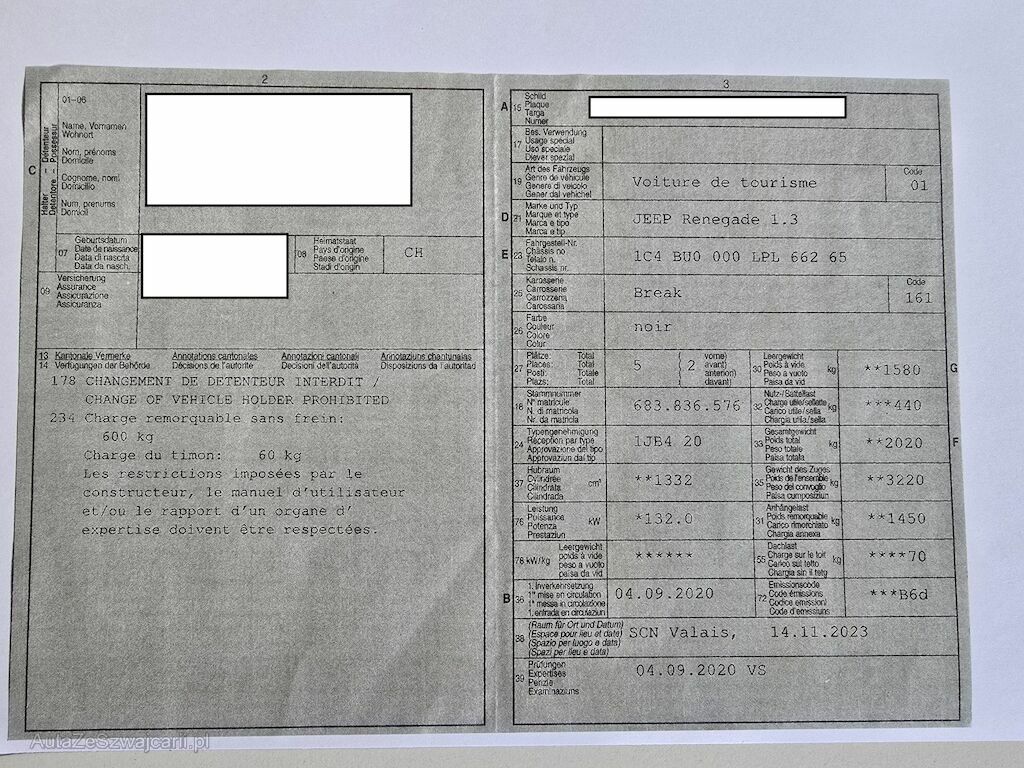 2
01-06
Name, Vornamen
Wohnort
Nom, prénoms
Domicile
Cognome, nomi
Domicilio
Num, prenums
Domicil
C
Halter Détenteur
Detentore Possessur
07
Geburtsdatum
Date de naissance
Data di nascita
Data da nasch.
08
Heimatstaat
Pays d'origine
Paese d'origine
Stadi d'origin
CH
09
Versicherung
Assurance
Assicurazione
Assicuranza
13 Kantonale Vermerke Annotations cantonales Annotazioni cantonali Annotaziuns chantunalas
14 Verfügungen der Behörde Décisions de l'autorité Decisioni dell'autorità Disposiziuns da l'autoritad
178 CHANGEMENT DE DETENTEUR INTERDIT /
CHANGE OF VEHICLE HOLDER PROHIBITED
234 Charge remorquable sans frein:
600 kg
Charge du timon: 60 kg
Les restrictions imposées par le
constructeur, le manuel d'utilisateur
et/ou le rapport d'un organe d'
expertise doivent être respectées.
3
A 15
Schild
Plaque
Targa
Numer
17
Bes. Verwendung
Usage spécial
Uso speciale
Diever spezial
19
Art des Fahrzeugs
Genre de véhicule
Genere di veicolo
Gener dal vehichel
Voiture de tourisme
Code
01
D 21
Marke und Typ
Marque et type
Marca e tipo
Marca e tip
JEEP Renegade 1.3
E 23
Fahrgestell-Nr.
Châssis no
Telaio n.
Schassis nr.
1C4 BU0 000 LPL 662 65
25
Karosserie
Carrosserie
Carrozzeria
Carossaria
Break
Code
161
26
Farbe
Couleur
Colore
Colur
noir
27
Plätze: Total
Places: Total
Posti: Totale
Plazs: Total
5
( 2
vorne)
avant)
anteriori)
davant)
30
Leergewicht
Poids à vide
Peso a vuoto
Paisa da vid
kg
**1580
G
18
Stammnummer
N° matricule
N. di matricola
Nr. da matricla
683.836.576
32
Nutz-/Sattellast
Charge utile/sellette
Carico utile/sella
Chargia utila/sella
kg
***440
24
Typengenehmigung
Réception par type
Approvazione del tipo
Approvaziun dal tip
1JB4 20
33
Gesamtgewicht
Poids total
Peso totale
Paisa totala
kg
**2020
F
37
Hubraum
Cylindrée
Cilindrata
Cilindrada
cm³
**1332
35
Gewicht des Zuges
Poids de l'ensemble
Peso del convoglio
Paisa cumposiziun
kg
**3220
76
Leistung
Puissance
Potenza
Prestaziun
kW
*132.0
31
Anhängelast
Poids remorquable
Carico rimorchiato
Chargia annexa
kg
**1450
78 kW/kg
Leergewicht
poids à vide
peso a vuoto
paisa da vid
******
55
Dachlast
Charge sur le toit
Carico sul tetto
Chargia sin il tetg
kg
****70
B 36
1. Inverkehrsetzung
1re mise en circulation
1a messa in circolazione
1. entrada en circulaziun
04.09.2020
72
Emissionscode
Code émissions
Codice emissioni
Code d'emissiuns
***B6d
38
(Raum für Ort und Datum)
(Espace pour lieu et date)
(Spazio per luogo e data)
(Spazi per lieu e data)
SCN Valais, 14.11.2023
39
Prüfungen
Expertises
Perizie
Examinaziuns
04.09.2020 VS
AutaZeSzwajcarii.pl